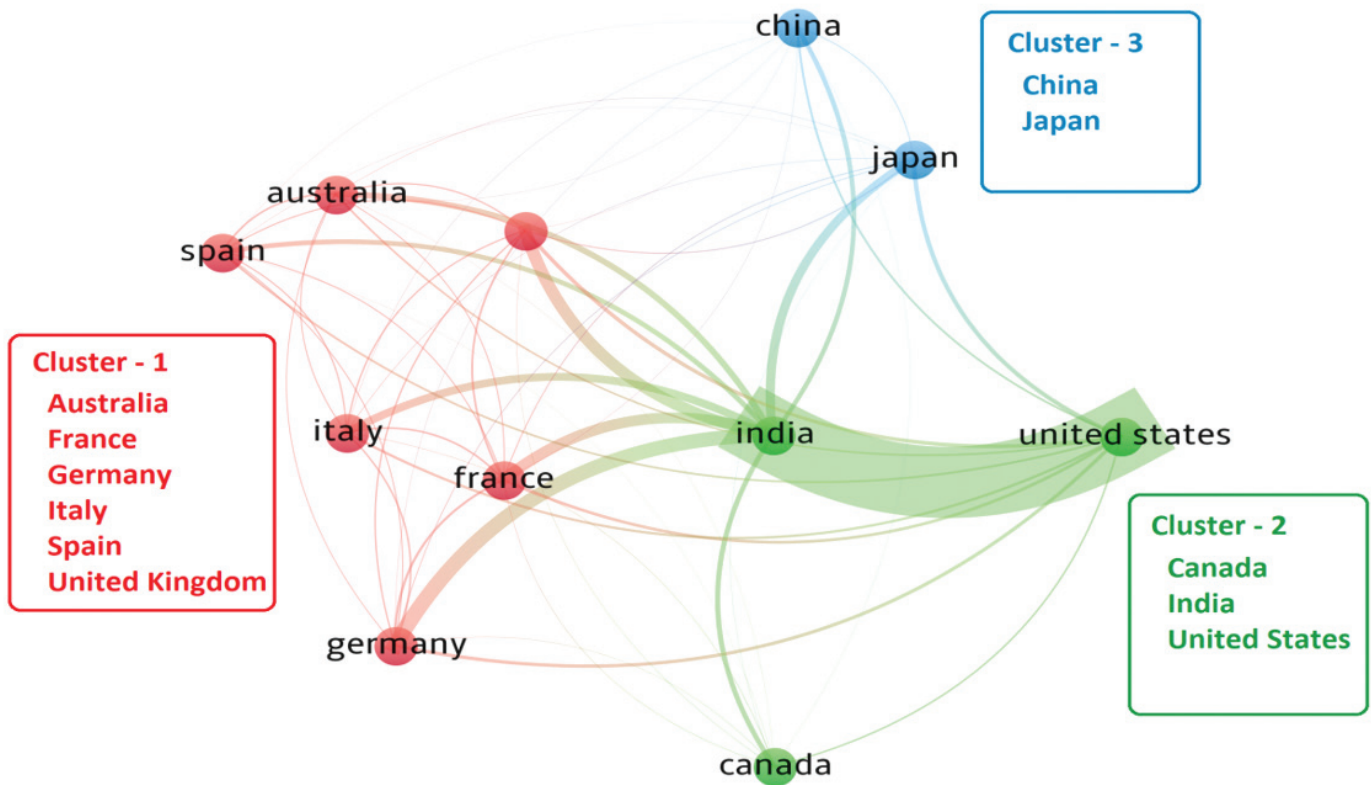 china
japan
australia
spain
italy
france
india
united states
germany
canada
Cluster - 3
China
Japan
Cluster - 1
Australia
France
Germany
Italy
Spain
United Kingdom
Cluster - 2
Canada
India
United States